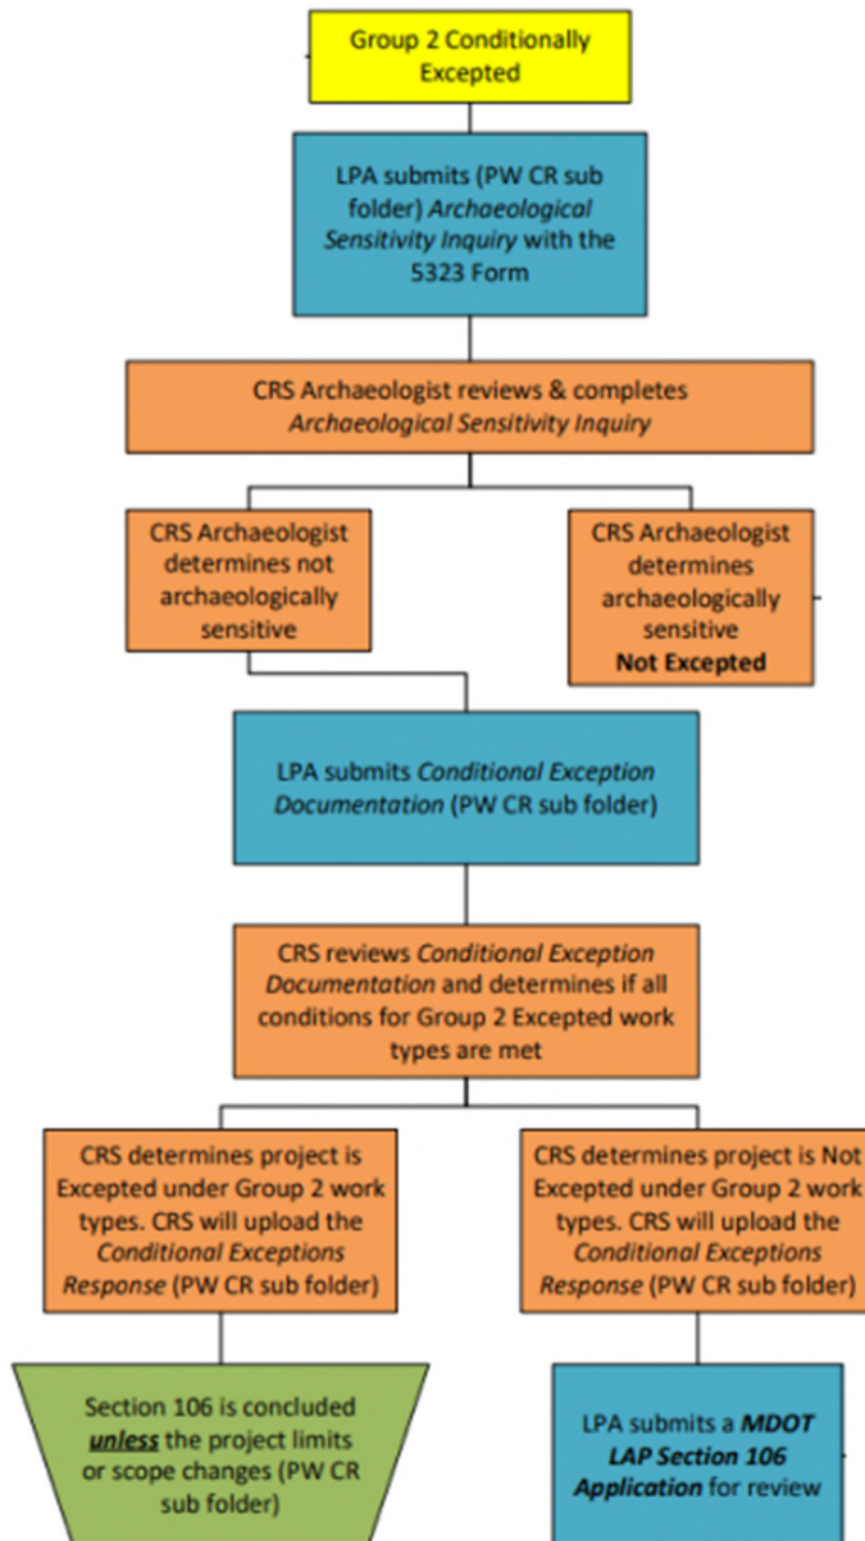 Group 2 Conditionally
Excepted
LPA submits (PW CR sub
folder) Archaeological
Sensitivity Inquiry with the
5323 Form
CRS Archaeologist reviews & completes
Archaeological Sensitivity Inquiry
CRS Archaeologist
determines not
archaeologically
sensitive
CRS Archaeologist
determines
archaeologically
sensitive
Not Excepted
LPA submits Conditional Exception
Documentation (PW CR sub folder)
CRS reviews Conditional Exception
Documentation and determines if all
conditions for Group 2 Excepted work
types are met
CRS determines project is
Excepted under Group 2 work
types. CRS will upload the
Conditional Exceptions
Response (PW CR sub folder)
CRS determines project is Not
Excepted under Group 2 work
types. CRS will upload the
Conditional Exceptions
Response (PW CR sub folder)
Section 106 is concluded
unless the project limits
or scope changes (PW CR
sub folder)
LPA submits a MDOT
LAP Section 106
Application for review